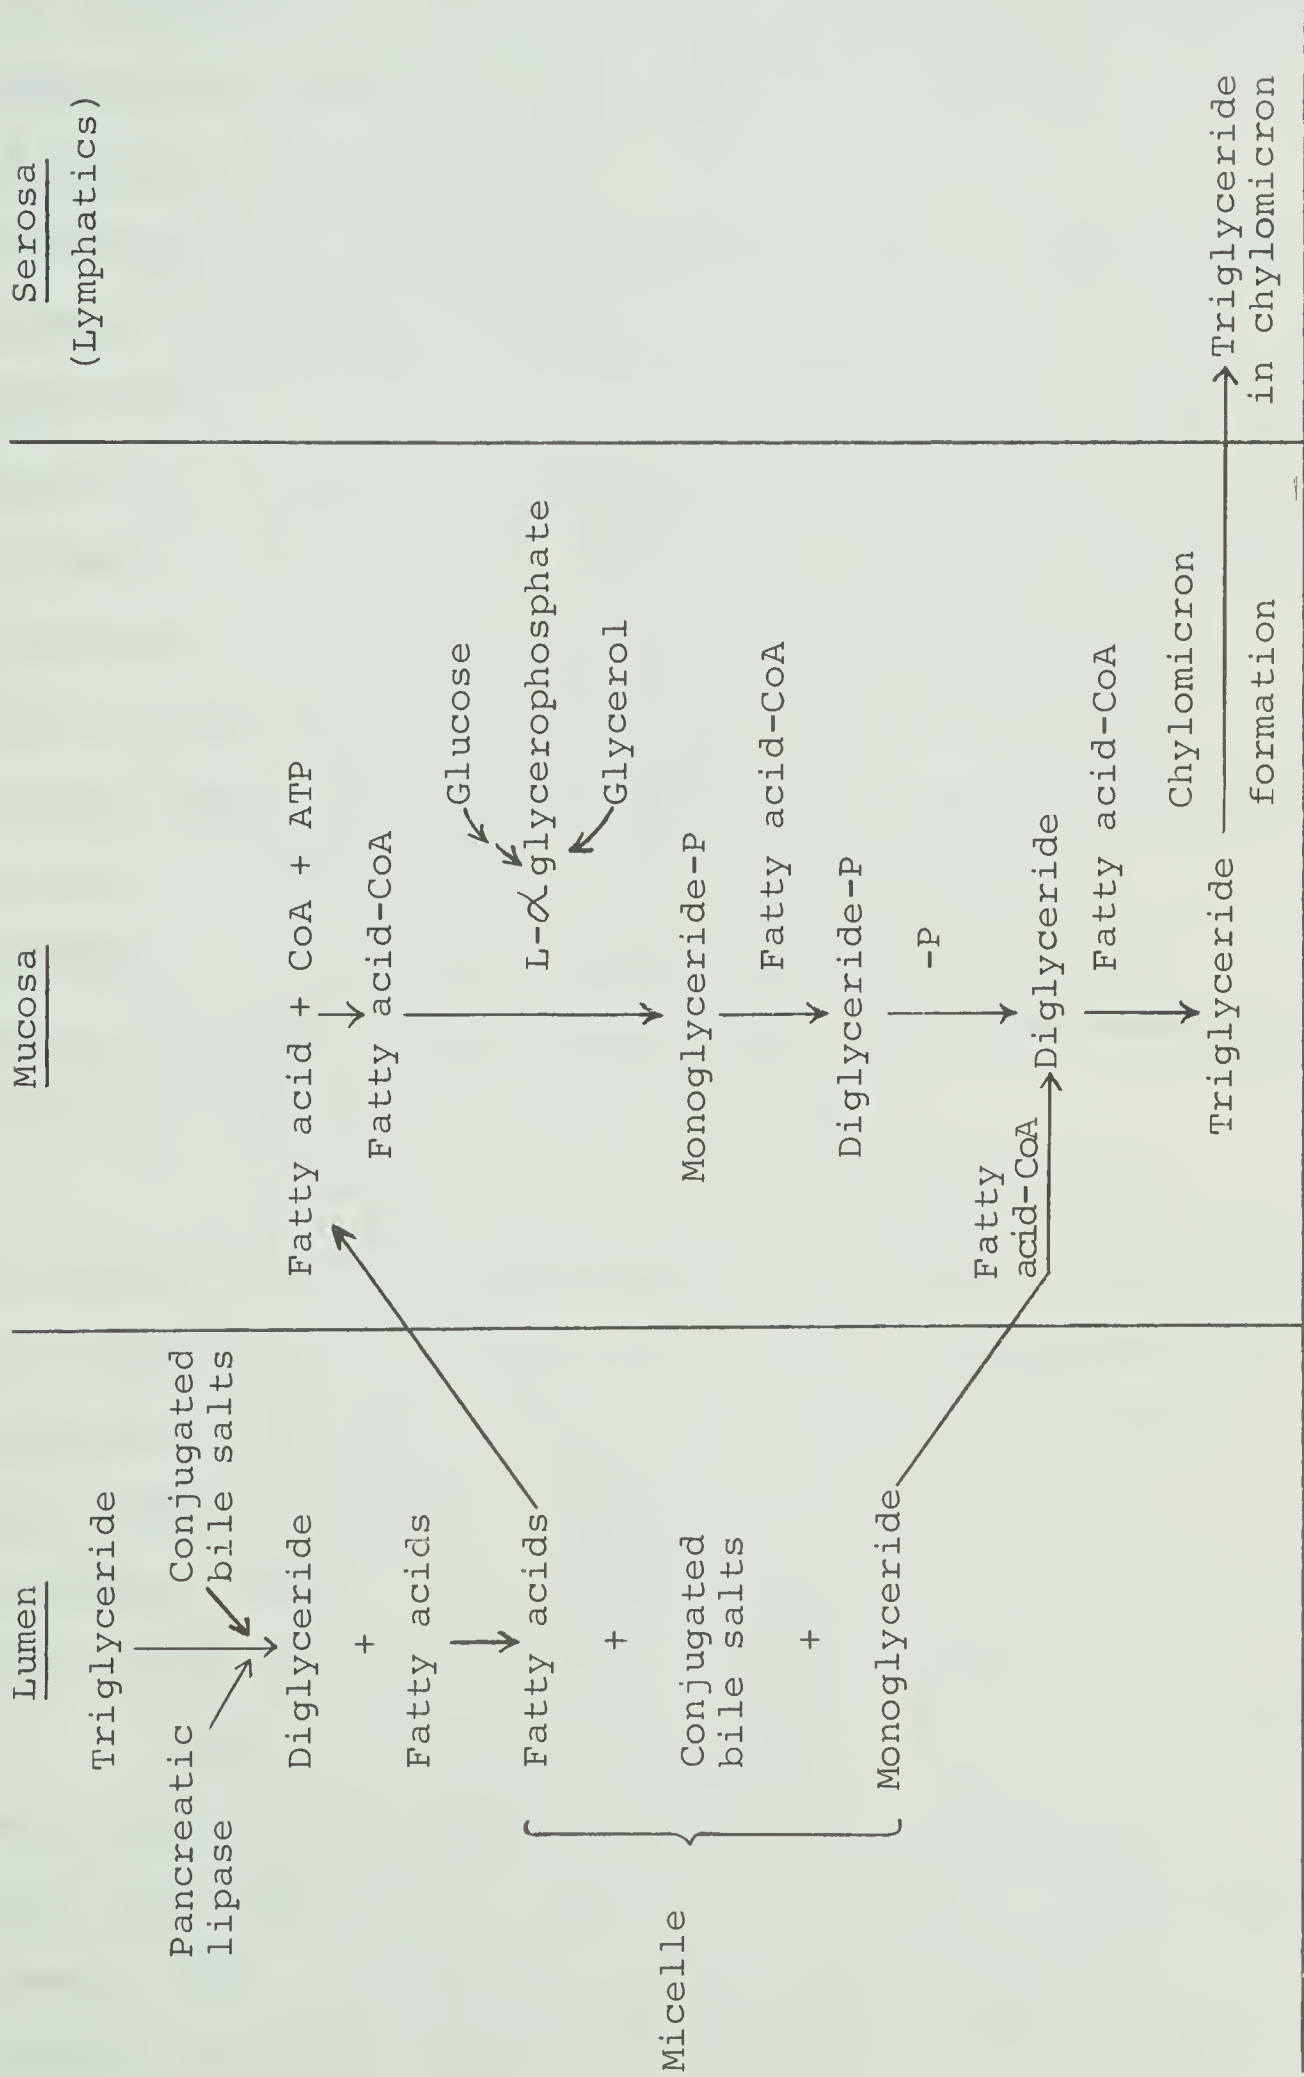 Lumen
Triglyceride
Pancreatic
lipase
Conjugated
bile salts
Diglyceride
+
Fatty acids
Fatty acids
+
Conjugated
bile salts
+
Monoglyceride
Micelle
Mucosa
Fatty acid + CoA + ATP
Fatty acid-CoA
Glucose
L-α glycerophosphate
Glycerol
Monoglyceride-P
Fatty acid-CoA
Diglyceride-P
-P
Fatty
acid-CoA
Diglyceride
Fatty acid-CoA
Triglyceride
Chylomicron
formation
Serosa
(Lymphatics)
Triglyceride
in chylomicron